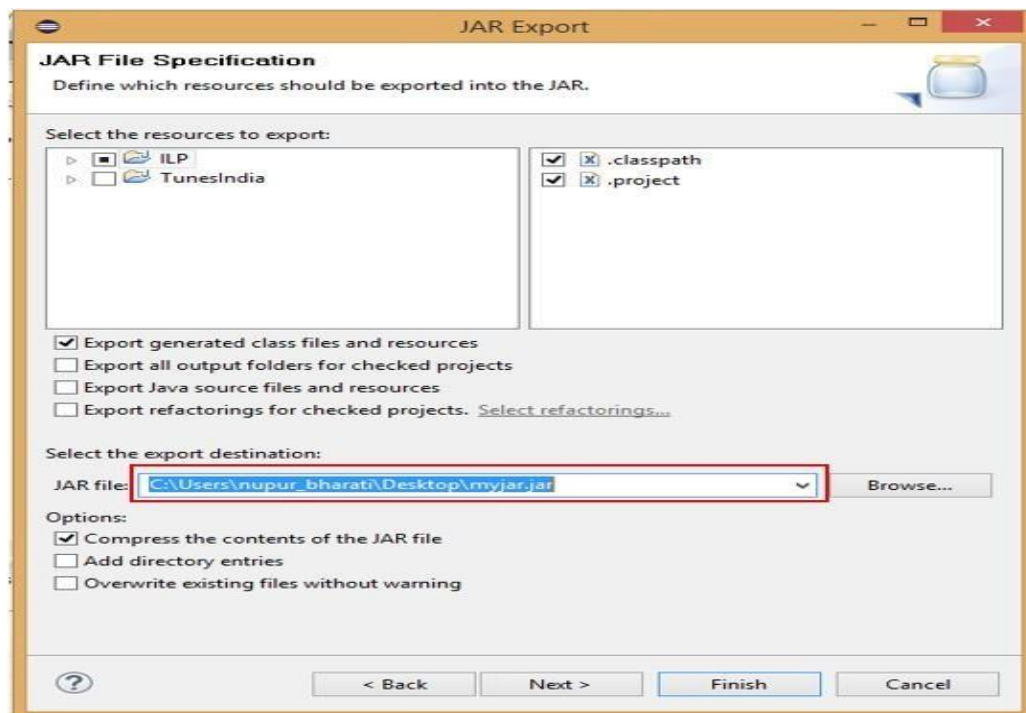 JAR Export
JAR File Specification
Define which resources should be exported into the JAR.
Select the resources to export:
ILP
TunesIndia
.classpath
.project
Export generated class files and resources
Export all output folders for checked projects
Export Java source files and resources
Export refactorings for checked projects. Select refactorings...
Select the export destination:
JAR file: C:\Users\nupur_bharati\Desktop\myjar.jar Browse...
Options:
Compress the contents of the JAR file
Add directory entries
Overwrite existing files without warning
? < Back Next > Finish Cancel